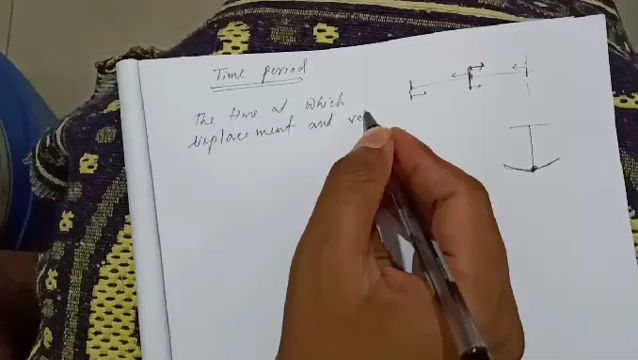 Time period
The time at which
displacement and ve